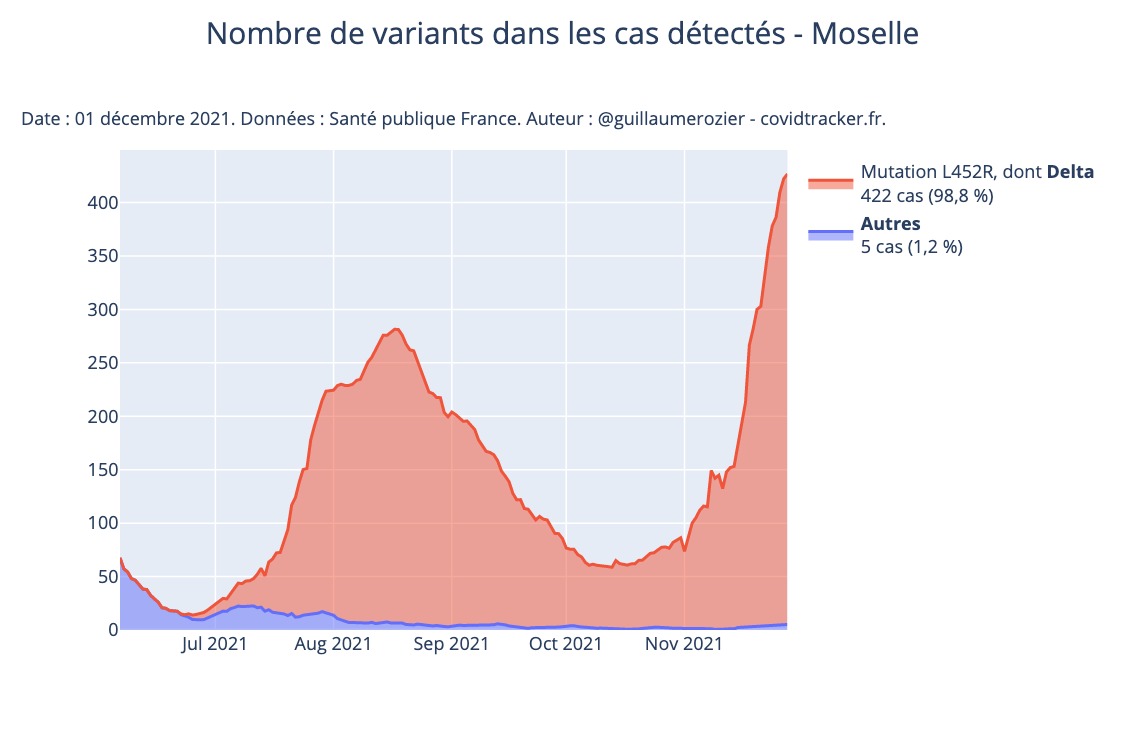 Nombre de variants dans les cas détectés - Moselle
Date : 01 décembre 2021. Données : Santé publique France. Auteur : @guillaumerozier - covidtracker.fr.
Mutation L452R, dont Delta
422 cas (98,8 %)
Autres
5 cas (1,2 %)
400
350
300
250
200
150
100
50
0
Jul 2021 Aug 2021 Sep 2021 Oct 2021 Nov 2021